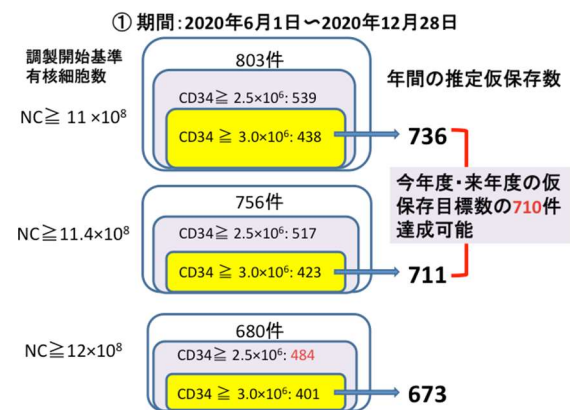 ① 期間:2020年6月1日〜2020年12月28日
調製開始基準
有核細胞数
年間の推定仮保存数
NC≧ 11 ×10⁸
803件
CD34≧ 2.5×10⁶: 539
CD34≧ 3.0×10⁶: 438
736
今年度・来年度の仮
保存目標数の710件
達成可能
NC≧11.4×10⁸
756件
CD34≧ 2.5×10⁶: 517
CD34≧ 3.0×10⁶: 423
711
NC≧12×10⁸
680件
CD34≧ 2.5×10⁶: 484
CD34 ≧ 3.0×10⁶: 401
673